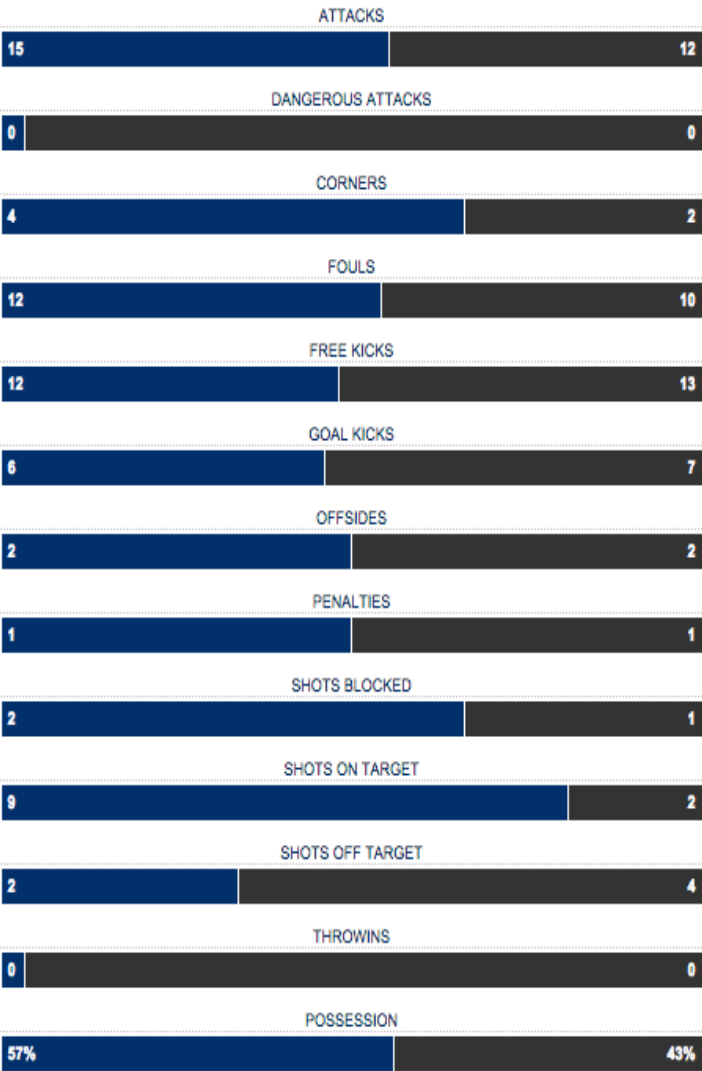 ATTACKS
15 12
DANGEROUS ATTACKS
0 0
CORNERS
4 2
FOULS
12 10
FREE KICKS
12 13
GOAL KICKS
6 7
OFFSIDES
2 2
PENALTIES
1 1
SHOTS BLOCKED
2 1
SHOTS ON TARGET
9 2
SHOTS OFF TARGET
2 4
THROWINS
0 0
POSSESSION
57% 43%